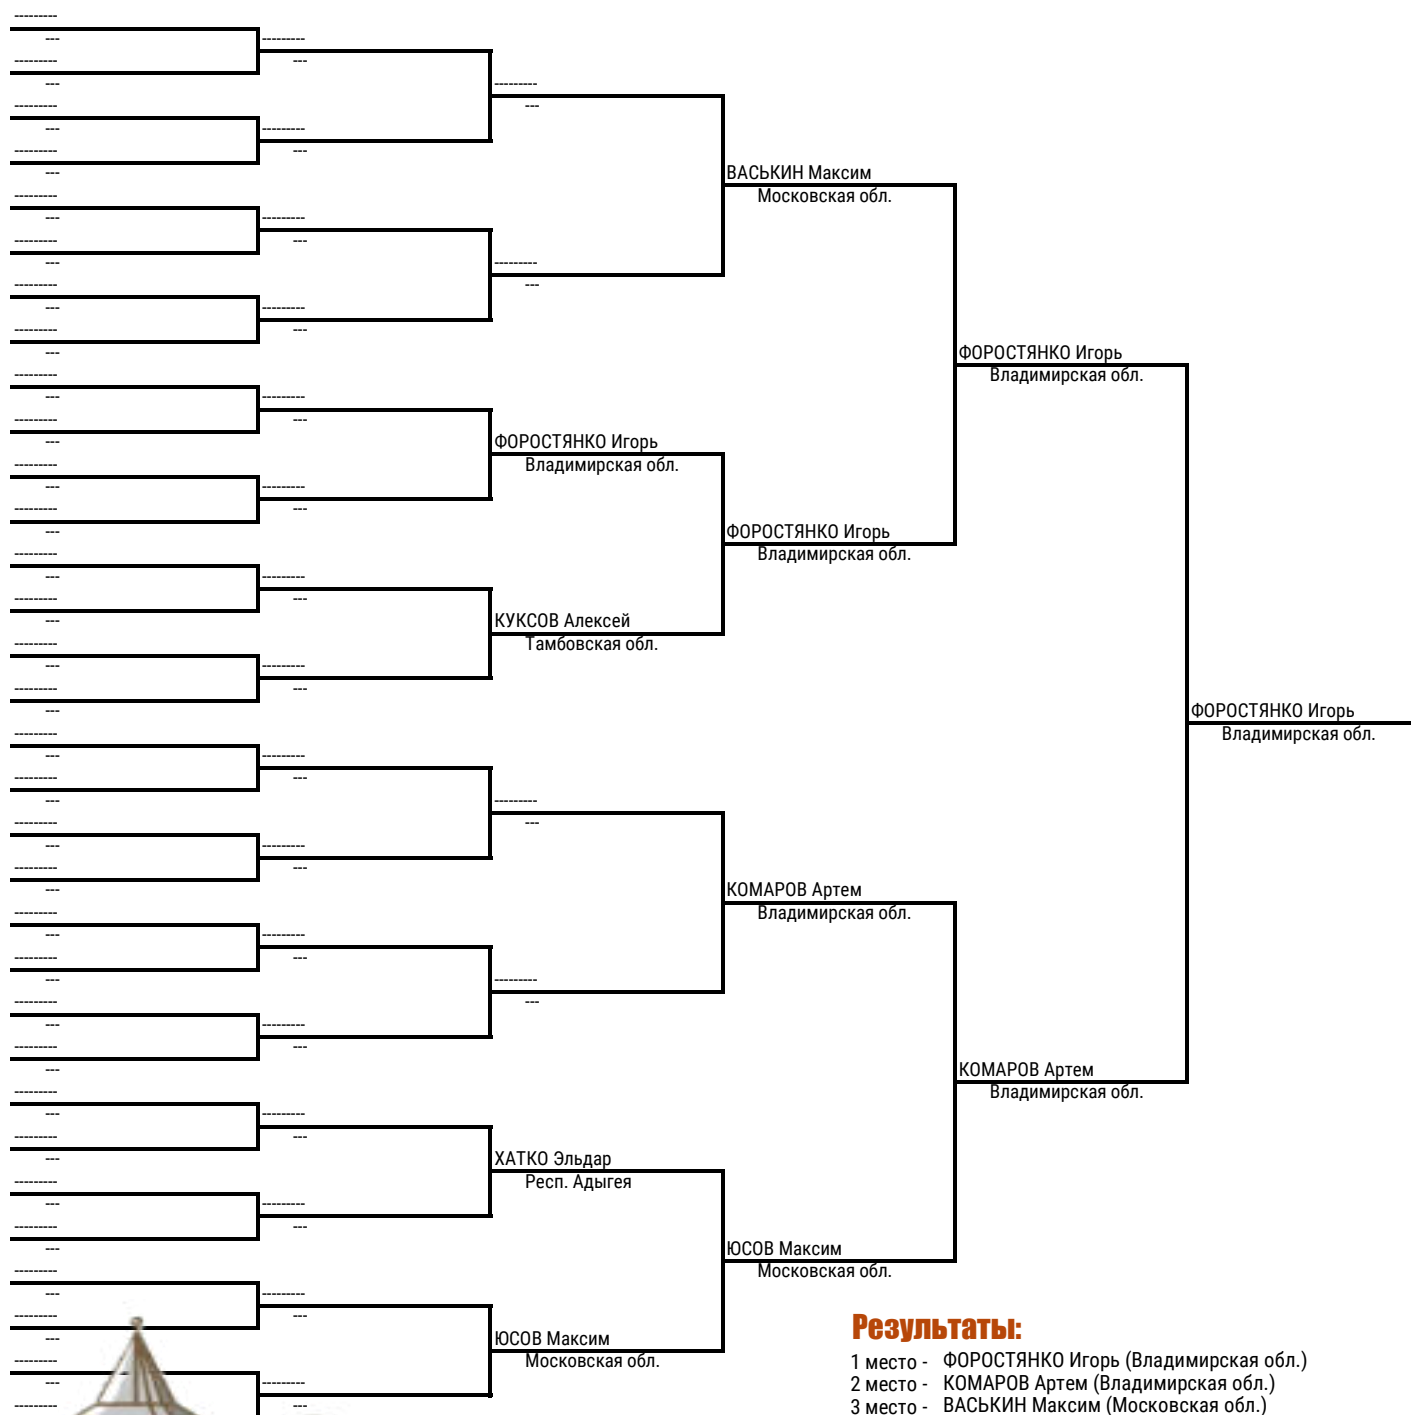 ВАСЬКИН Максим
Московская обл.
ФОРОСТЯНКО Игорь
Владимирская обл.
ФОРОСТЯНКО Игорь
Владимирская обл.
ФОРОСТЯНКО Игорь
Владимирская обл.
КУКСОВ Алексей
Тамбовская обл.
ФОРОСТЯНКО Игорь
Владимирская обл.
КОМАРОВ Артем
Владимирская обл.
КОМАРОВ Артем
Владимирская обл.
ХАТКО Эльдар
Респ. Адыгея
ЮСОВ Максим
Московская обл.
ЮСОВ Максим
Московская обл.
Результаты:
1 место - ФОРОСТЯНКО Игорь (Владимирская обл.)
2 место - КОМАРОВ Артем (Владимирская обл.)
3 место - ВАСЬКИН Максим (Московская обл.)